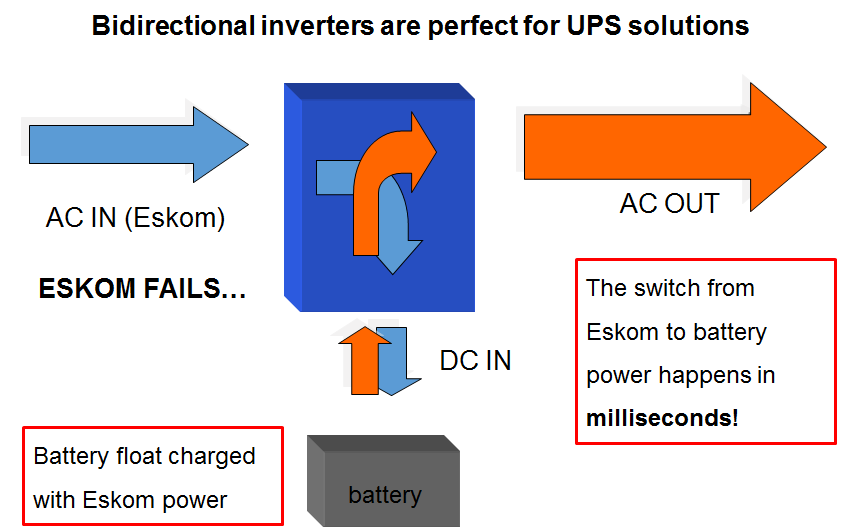 Bidirectional inverters are perfect for UPS solutions
AC IN (Eskom)
AC OUT
ESKOM FAILS…
The switch from
Eskom to battery
power happens in
milliseconds!
DC IN
Battery float charged
with Eskom power
battery